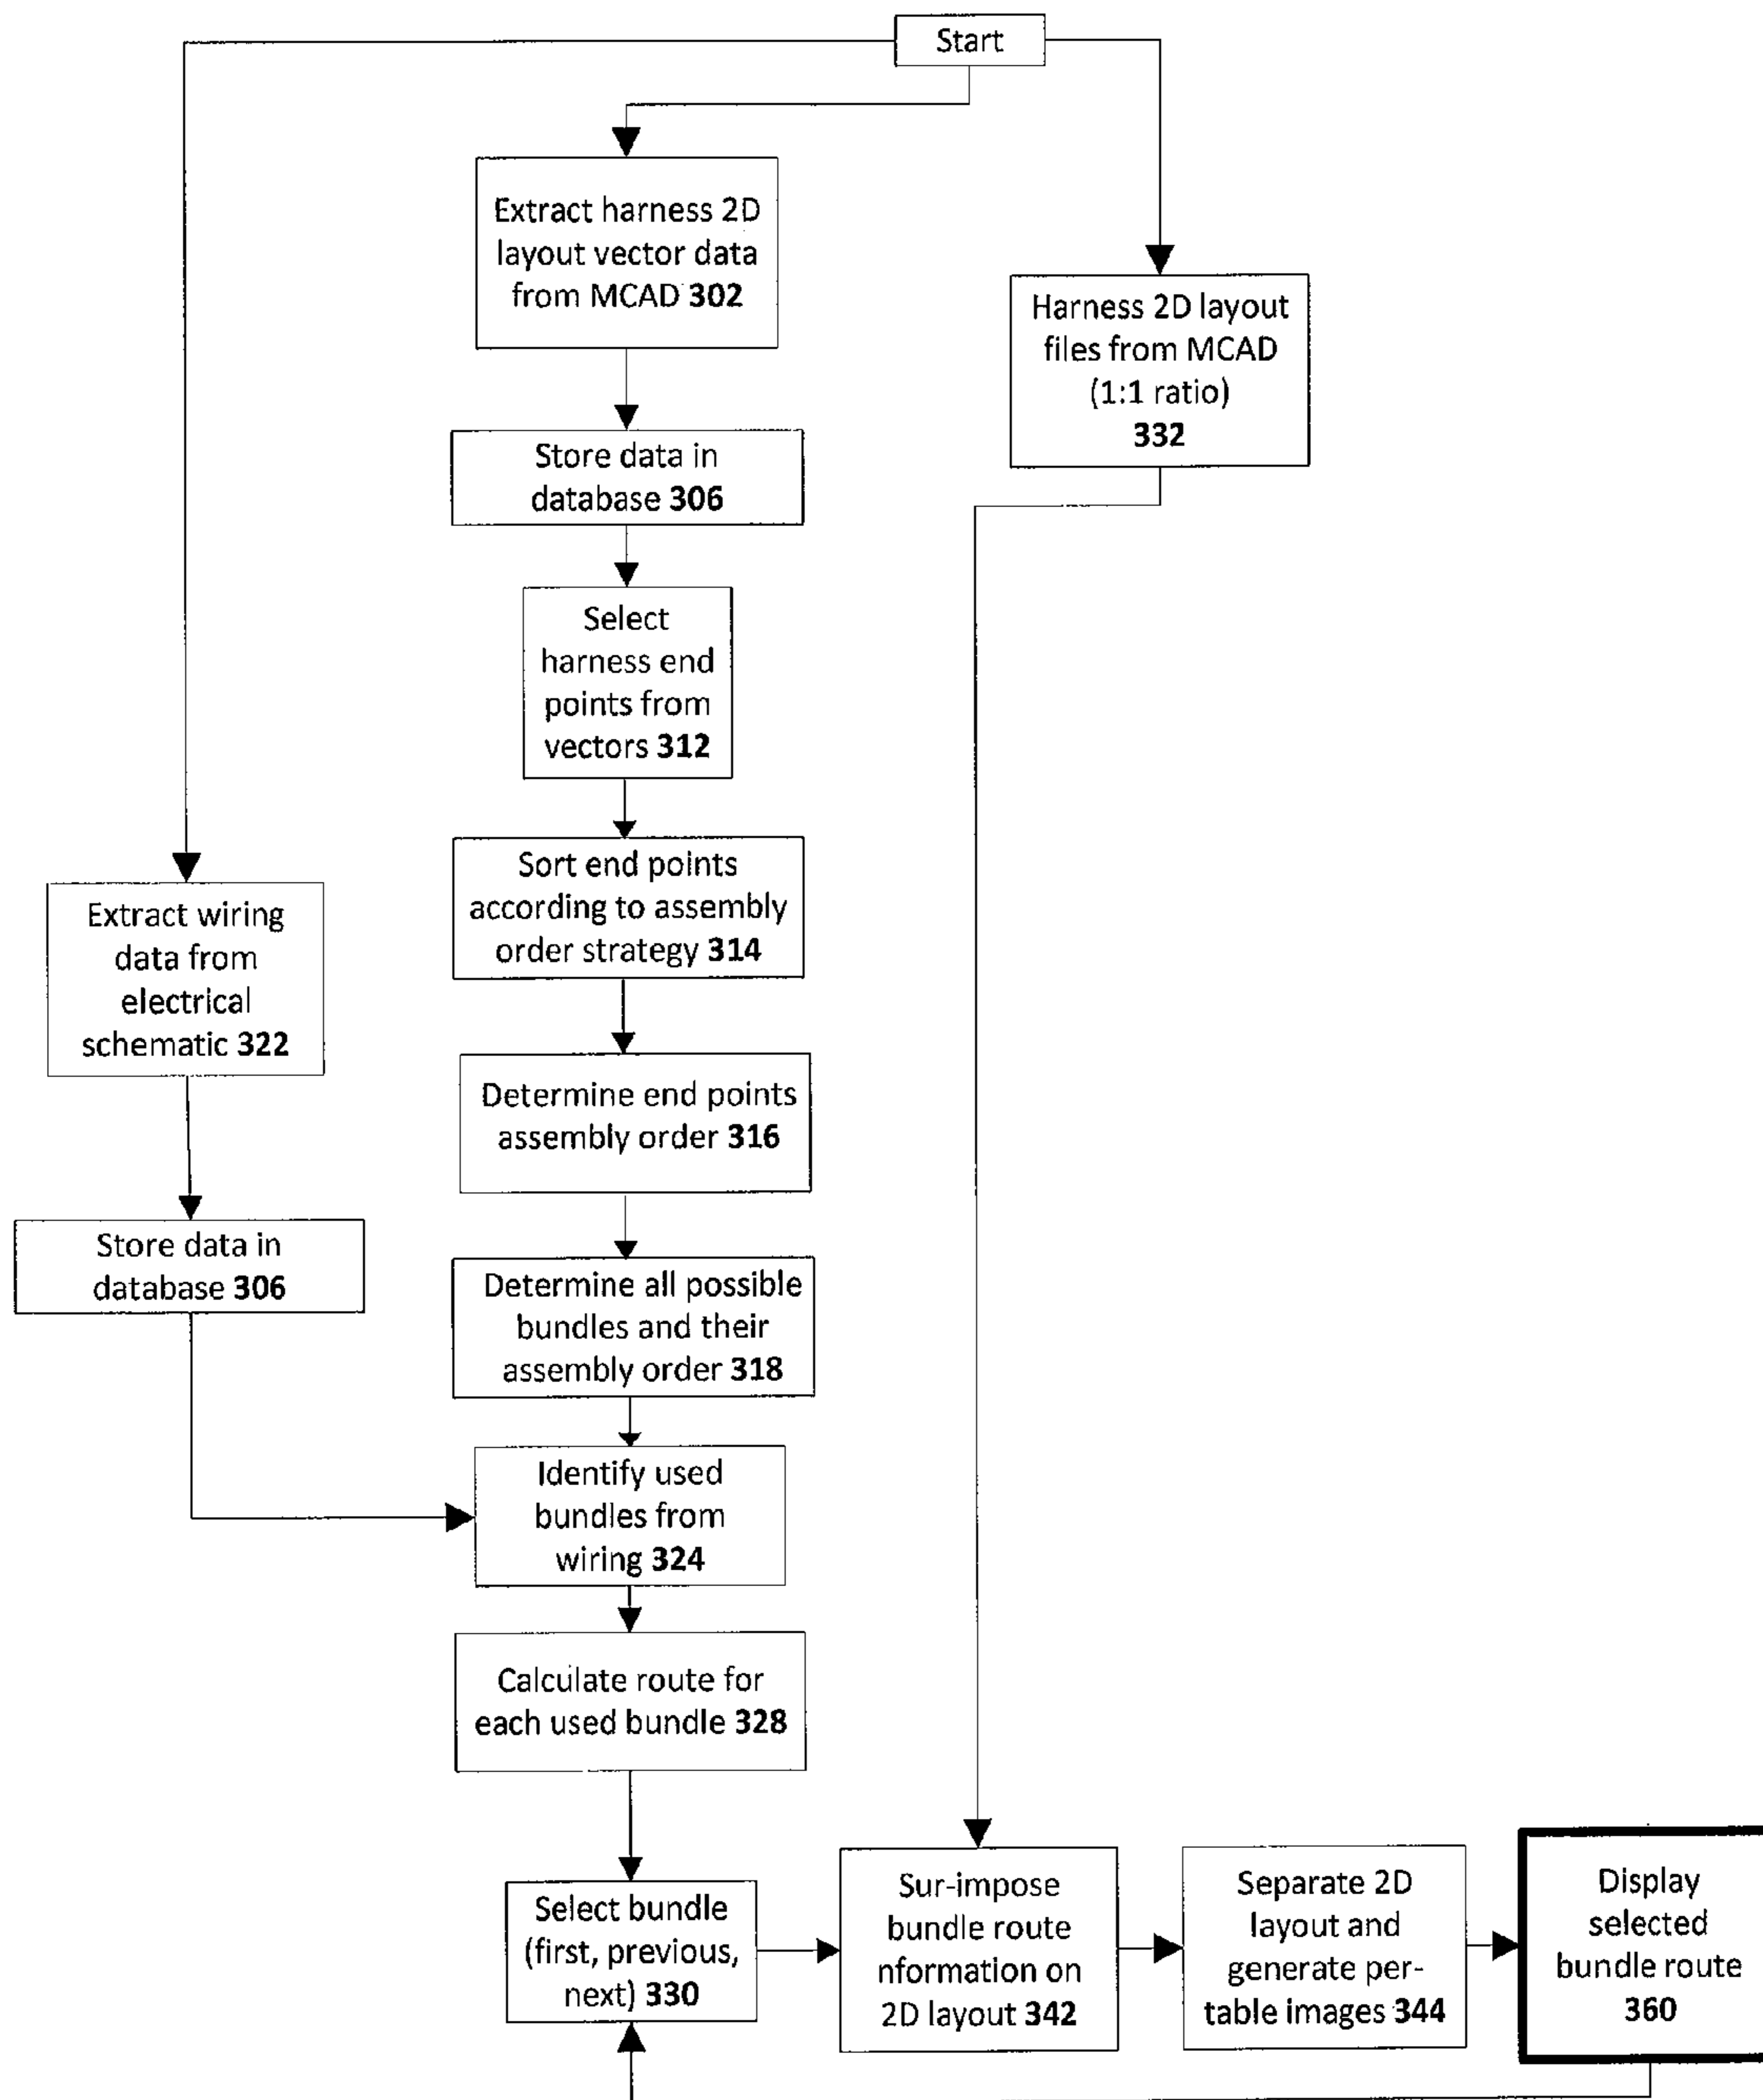 Start
Extract harness 2D
layout vector data
from MCAD 302
Harness 2D layout
files from MCAD
(1:1 ratio)
332
Store data in
database 306
Select
harness end
points from
vectors 312
Sort end points
according to assembly
order strategy 314
Extract wiring
data from
electrical
schematic 322
Determine end points
assembly order 316
Store data in
database 306
Determine all possible
bundles and their
assembly order 318
Identify used
bundles from
wiring 324
Calculate route for
each used bundle 328
Select bundle
(first, previous,
next) 330
Sur-impose
bundle route
nformation on
2D layout 342
Separate 2D
layout and
generate per-
table images 344
Display
selected
bundle route
360